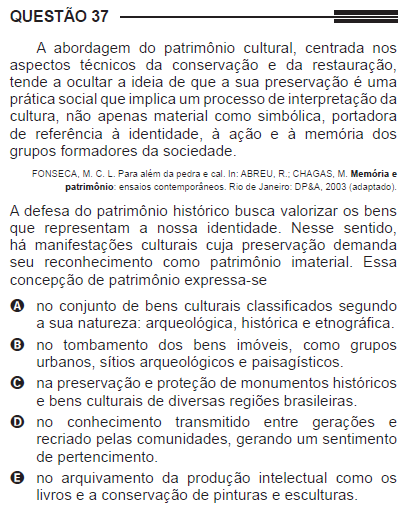 QUESTÃO 37
A abordagem do patrimônio cultural, centrada nos
aspectos técnicos da conservação e da restauração,
tende a ocultar a ideia de que a sua preservação é uma
prática social que implica um processo de interpretação da
cultura, não apenas material como simbólica, portadora
de referência à identidade, à ação e à memória dos
grupos formadores da sociedade.
FONSECA, M. C. L. Para além da pedra e cal. In: ABREU, R.; CHAGAS, M. Memória e
patrimônio: ensaios contemporâneos. Rio de Janeiro: DP&A, 2003 (adaptado).
A defesa do patrimônio histórico busca valorizar os bens
que representam a nossa identidade. Nesse sentido,
há manifestações culturais cuja preservação demanda
seu reconhecimento como patrimônio imaterial. Essa
concepção de patrimônio expressa-se
A no conjunto de bens culturais classificados segundo
a sua natureza: arqueológica, histórica e etnográfica.
B no tombamento dos bens imóveis, como grupos
urbanos, sítios arqueológicos e paisagísticos.
C na preservação e proteção de monumentos históricos
e bens culturais de diversas regiões brasileiras.
D no conhecimento transmitido entre gerações e
recriado pelas comunidades, gerando um sentimento
de pertencimento.
E no arquivamento da produção intelectual como os
livros e a conservação de pinturas e esculturas.